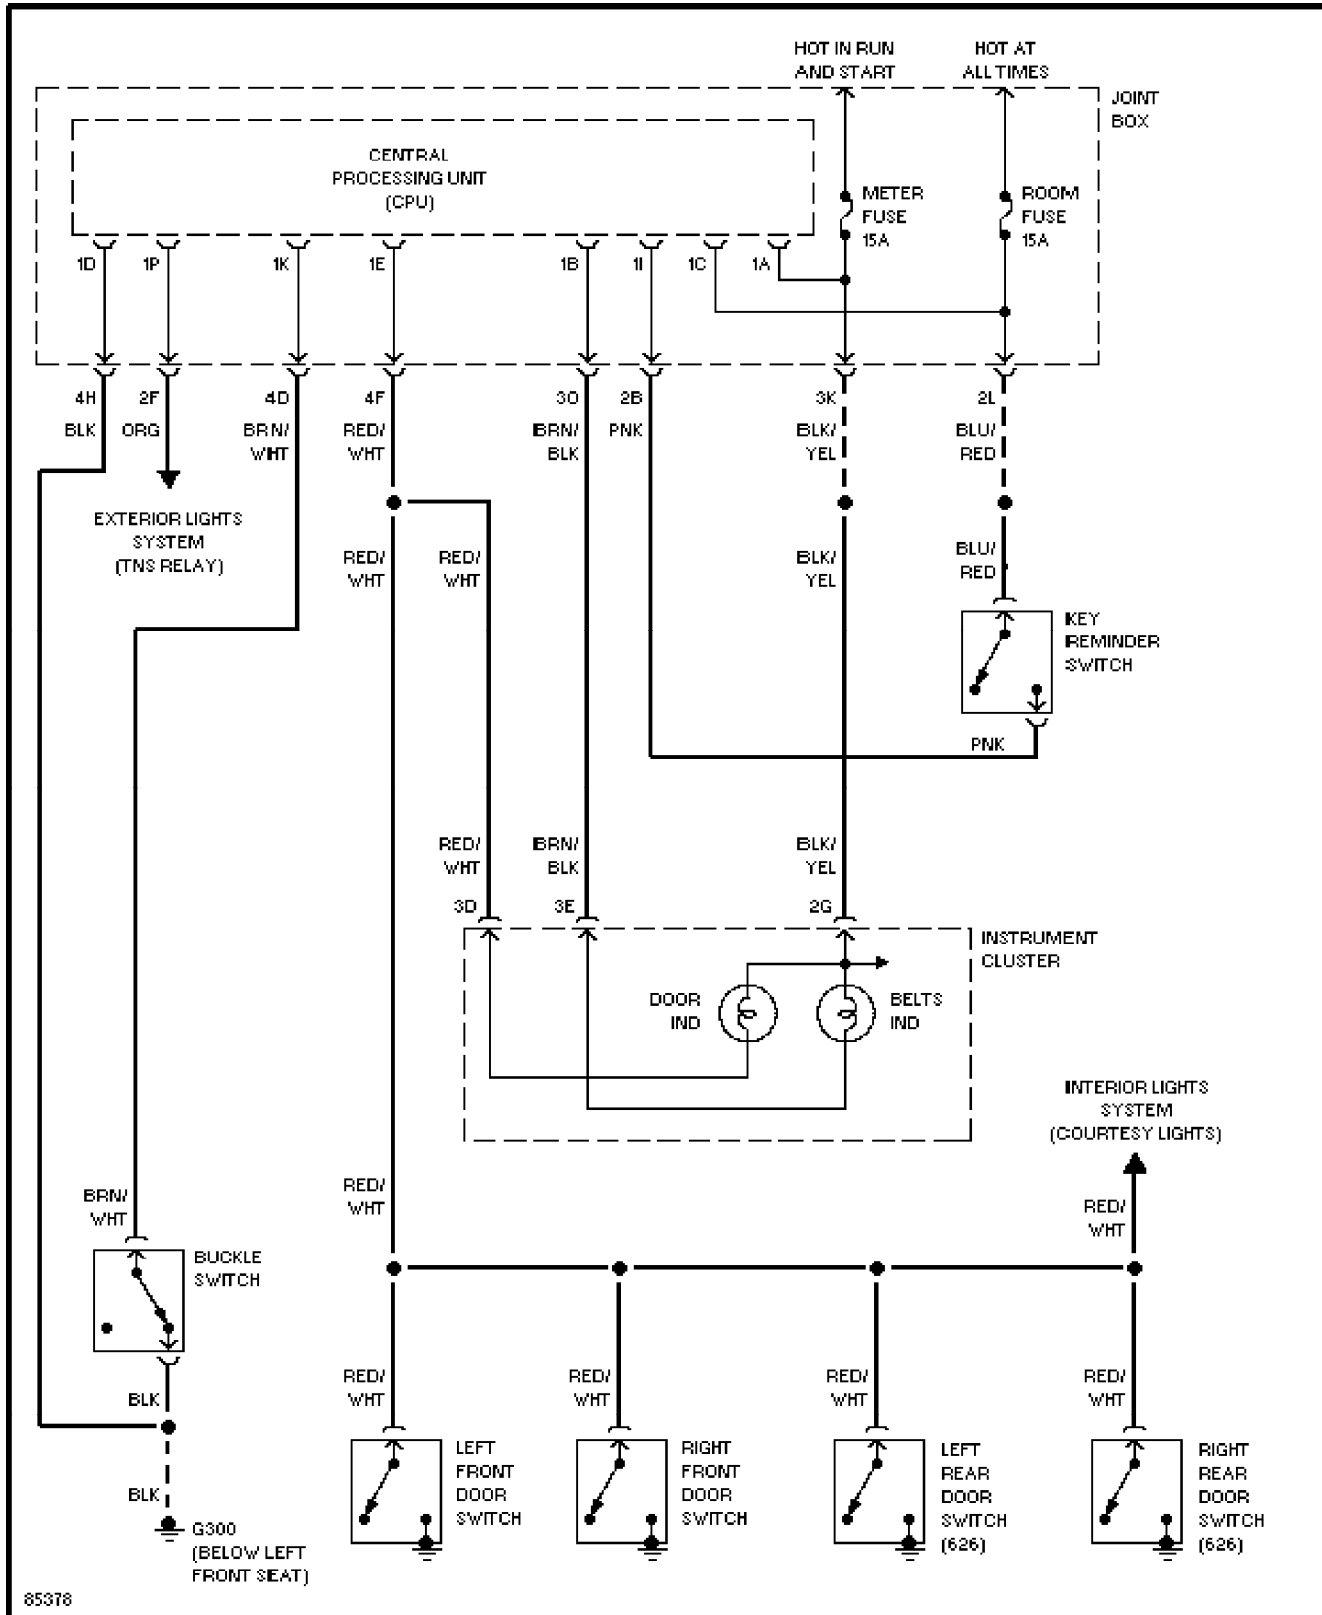 HOT IN RUN
AND START
HOT AT
ALL TIMES
JOINT
BOX
CENTRAL
PROCESSING UNIT
(CPU)
METER
FUSE
15A
ROOM
FUSE
15A
1D
1P
1K
1E
1B
1I
1C
1A
4H
2F
4D
4F
3O
2B
3K
2L
BLK
ORG
BRN/
WHT
RED/
WHT
BRN/
BLK
PNK
BLK/
YEL
BLU/
RED
EXTERIOR LIGHTS
SYSTEM
(TNS RELAY)
RED/
WHT
RED/
WHT
BLK/
YEL
BLU/
RED
KEY
REMINDER
SWITCH
PNK
RED/
WHT
BRN/
BLK
BLK/
YEL
3D
3E
2G
INSTRUMENT
CLUSTER
DOOR
IND
BELTS
IND
INTERIOR LIGHTS
SYSTEM
(COURTESY LIGHTS)
BRN/
WHT
RED/
WHT
RED/
WHT
BUCKLE
SWITCH
BLK
RED/
WHT
RED/
WHT
RED/
WHT
RED/
WHT
LEFT
FRONT
DOOR
SWITCH
RIGHT
FRONT
DOOR
SWITCH
LEFT
REAR
DOOR
SWITCH
(626)
RIGHT
REAR
DOOR
SWITCH
(626)
BLK
G300
(BELOW LEFT
FRONT SEAT)
85378